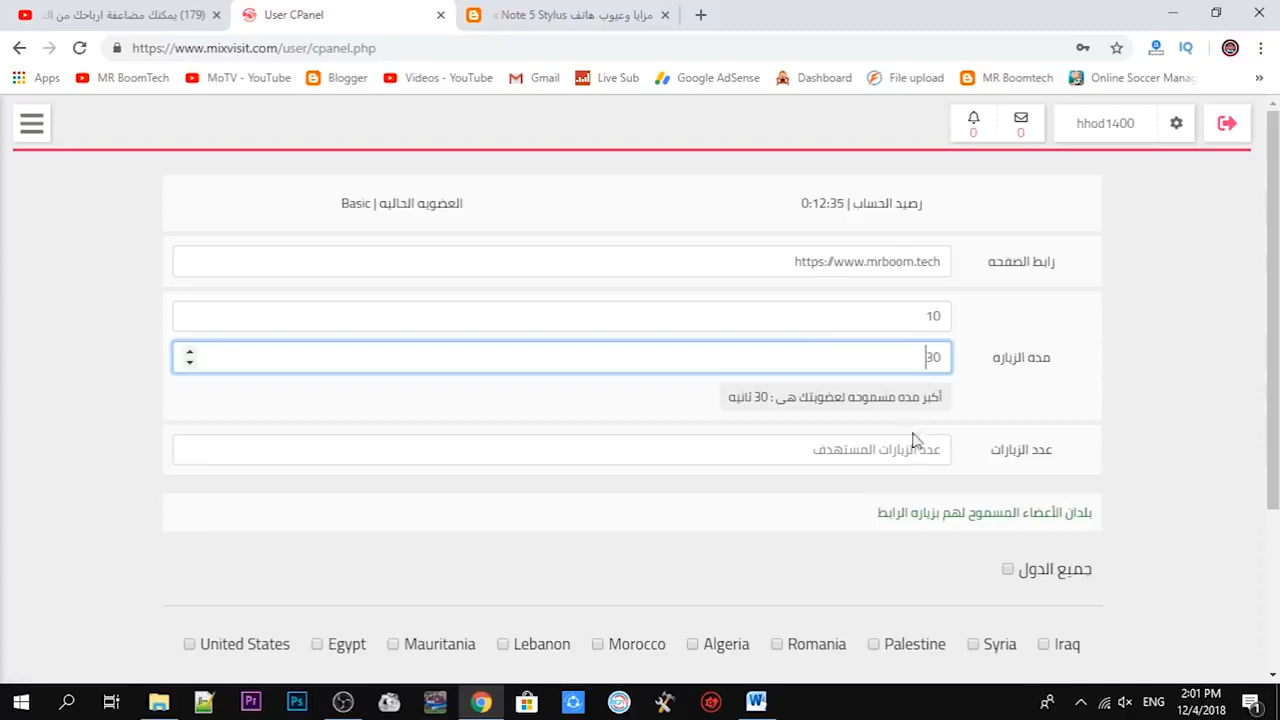 (179) يمكنك مضاعفة ارباحك من ال
User CPanel
مزايا وعيوب هاتف Note 5 Stylus
https://www.mixvisit.com/user/cpanel.php
Apps
MR BoomTech
MoTV - YouTube
Blogger
Videos - YouTube
Gmail
Live Sub
Google AdSense
Dashboard
File upload
MR Boomtech
Online Soccer Manag
0
0
hhod1400
رصيد الحساب | 0:12:35
العضويه الحاليه | Basic
رابط الصفحه
https://www.mrboom.tech
10
مده الزياره
30
أكبر مده مسموحه لعضويتك هى : 30 ثانيه
عدد الزيارات
عدد الزيارات المستهدف
بلدان الأعضاء المسموح لهم بزياره الرابط
جميع الدول
United States
Egypt
Mauritania
Lebanon
Morocco
Algeria
Romania
Palestine
Syria
Iraq
ENG
2:01 PM
12/4/2018